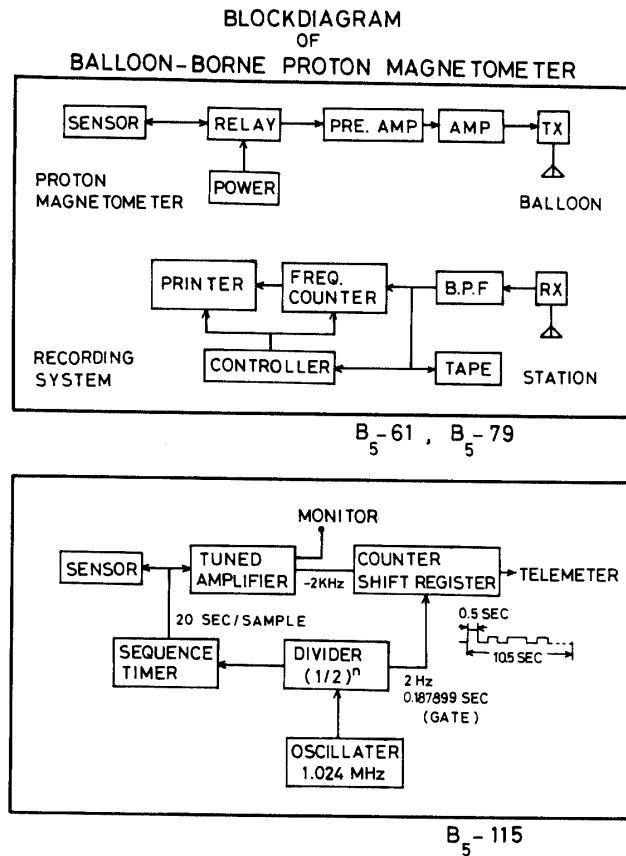 BLOCKDIAGRAM
OF
BALLOON-BORNE PROTON MAGNETOMETER
SENSOR
RELAY
PRE. AMP
AMP
TX
POWER
PROTON
MAGNETOMETER
BALLOON
PRINTER
FREQ.
COUNTER
B.P.F
RX
CONTROLLER
TAPE
RECORDING
SYSTEM
STATION
B5-61 , B5-79
MONITOR
SENSOR
TUNED
AMPLIFIER
-2KHz
COUNTER
SHIFT REGISTER
TELEMETER
20 SEC/SAMPLE
0.5 SEC
10.5 SEC
SEQUENCE
TIMER
DIVIDER
(1/2)n
2 Hz
0.187899 SEC
(GATE)
OSCILLATER
1.024 MHz
B5-115